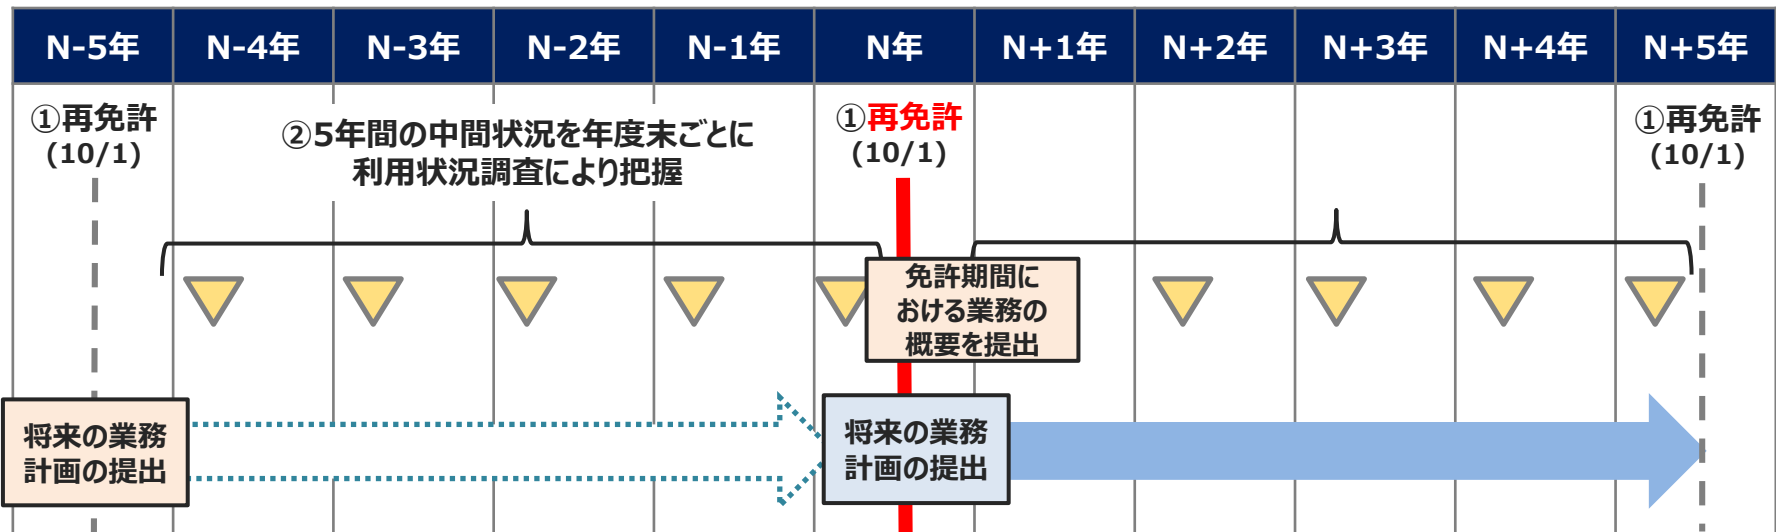 N-5年 N-4年 N-3年 N-2年 N-1年 N年 N+1年 N+2年 N+3年 N+4年 N+5年
①再免許
(10/1)
②5年間の中間状況を年度末ごとに
利用状況調査により把握
①再免許
(10/1)
①再免許
(10/1)
免許期間に
おける業務の
概要を提出
将来の業務
計画の提出
将来の業務
計画の提出